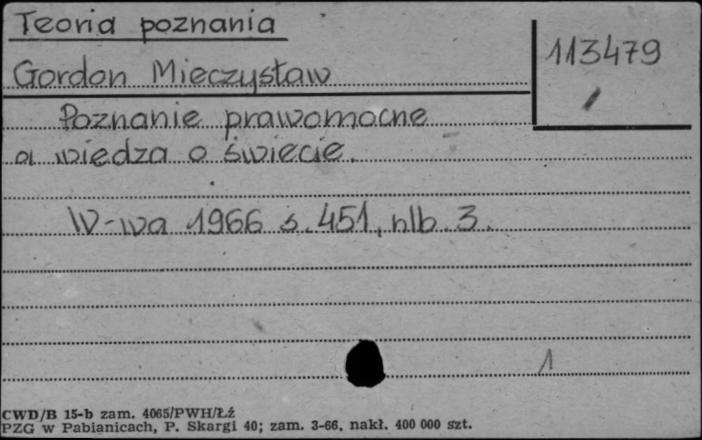 Teoria poznania
113479
Gordon Mieczysław
Poznanie prawomocne
a wiedza o świecie.
W-wa 1966 s. 451, nlb. 3.
1
CWD/B 15-b zam. 4065/PWH/Łź
PZG w Pabianicach, P. Skargi 40; zam. 3-66, nakł. 400 000 szt.